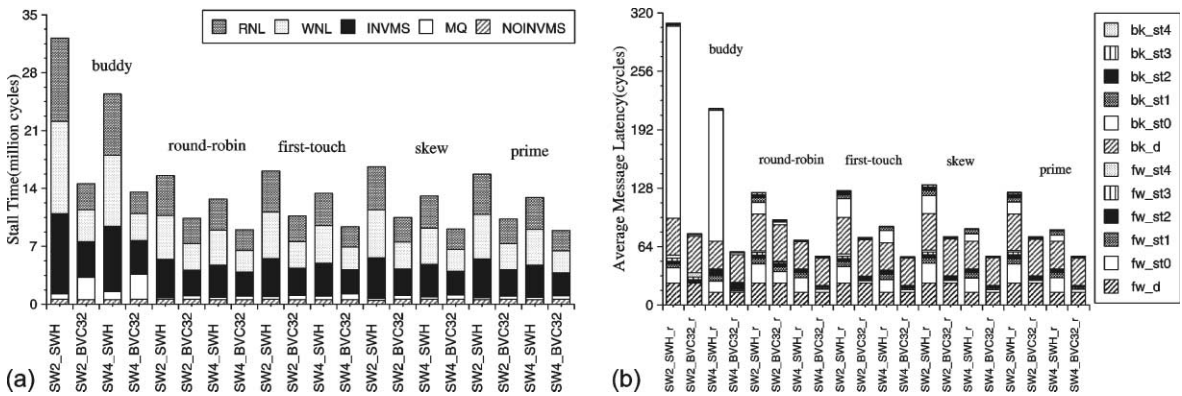 35
28
21
14
7
0
Stall Time(million cycles)
RNL WNL INVMS MQ NOINVMS
buddy
round-robin
first-touch
skew
prime
SW2_SWH
SW2_BVC32
SW4_SWH
SW4_BVC32
SW2_SWH
SW2_BVC32
SW4_SWH
SW4_BVC32
SW2_SWH
SW2_BVC32
SW4_SWH
SW4_BVC32
SW2_SWH
SW2_BVC32
SW4_SWH
SW4_BVC32
SW2_SWH
SW2_BVC32
SW4_SWH
SW4_BVC32
(a)
320
256
192
128
64
0
Average Message Latency(cycles)
buddy
round-robin
first-touch
skew
prime
SW2_SWH_r
SW2_BVC32_r
SW4_SWH_r
SW4_BVC32_r
SW2_SWH_r
SW2_BVC32_r
SW4_SWH_r
SW4_BVC32_r
SW2_SWH_r
SW2_BVC32_r
SW4_SWH_r
SW4_BVC32_r
SW2_SWH_r
SW2_BVC32_r
SW4_SWH_r
SW4_BVC32_r
SW2_SWH_r
SW2_BVC32_r
SW4_SWH_r
SW4_BVC32_r
(b)
bk_st4
bk_st3
bk_st2
bk_st1
bk_st0
bk_d
fw_st4
fw_st3
fw_st2
fw_st1
fw_st0
fw_d